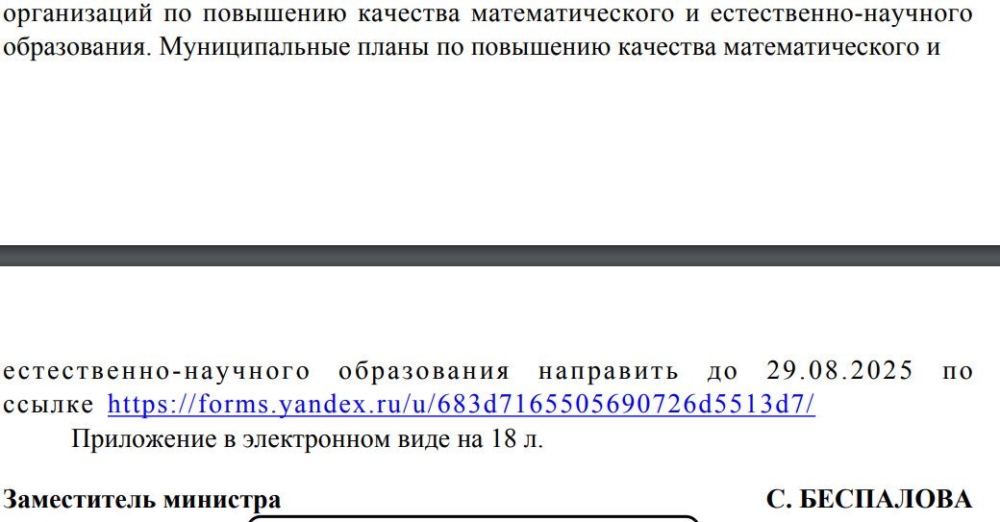 организаций по повышению качества математического и естественно-научного
образования. Муниципальные планы по повышению качества математического и
естественно-научного образования направить до 29.08.2025 по
ссылке https://forms.yandex.ru/u/683d7165505690726d5513d7/
Приложение в электронном виде на 18 л.
Заместитель министра С. БЕСПАЛОВА